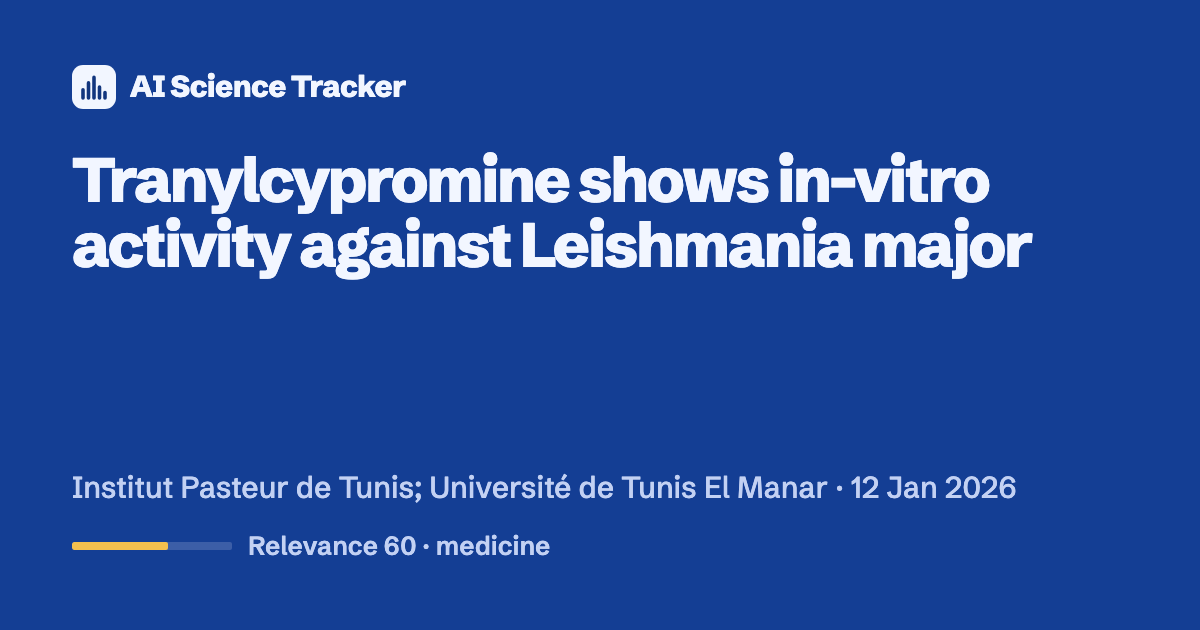 AI Science Tracker
Tranylcypromine shows in-vitro
activity against Leishmania major
Institut Pasteur de Tunis; Université de Tunis El Manar · 12 Jan 2026
Relevance 60 · medicine